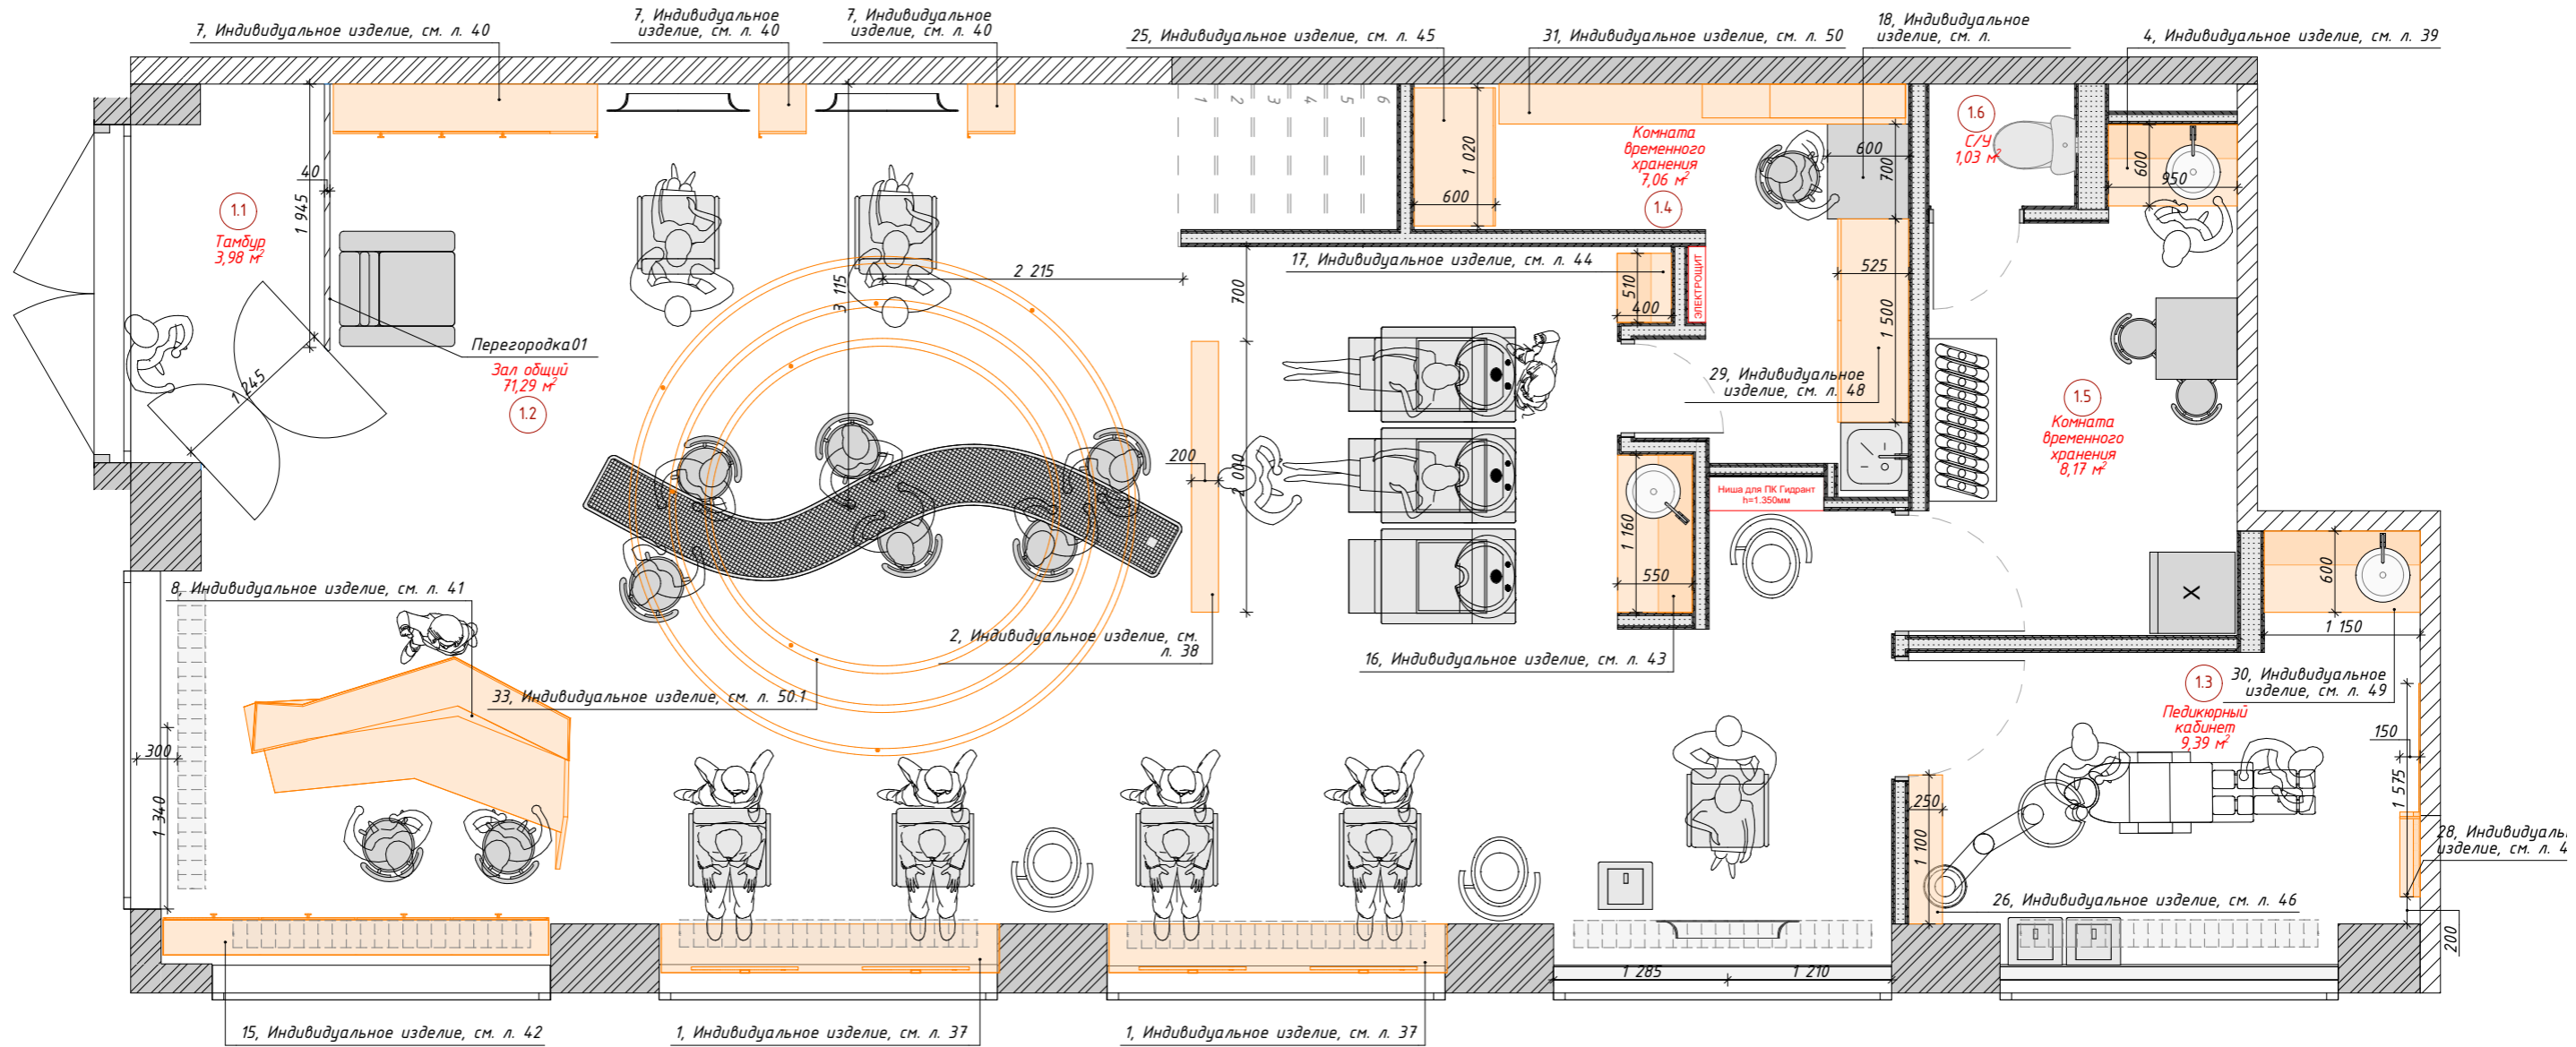 7, Индивидуальное изделие, см. л. 40
7, Индивидуальное
изделие, см. л. 40
7, Индивидуальное
изделие, см. л. 40
25, Индивидуальное изделие, см. л. 45
31, Индивидуальное изделие, см. л. 50
18, Индивидуальное
изделие, см. л.
4, Индивидуальное изделие, см. л. 39
1
2
3
4
5
6
1 020
600
Комната
временного
хранения
7,06 м²
1.4
600
700
1.6
С/У
1,03 м²
600
950
40
1 945
1.1
Тамбур
3,98 м²
3 115
2 215
700
17, Индивидуальное изделие, см. л. 44
510
400
ЭЛЕКТРОЩИТ
525
1 500
Перегородка01
Зал общий
71,29 м²
1.2
1 245
29, Индивидуальное
изделие, см. л. 48
1.5
Комната
временного
хранения
8,17 м²
200
2 000
Ниша для ПК Гидрант
h=1.350мм
1 160
550
X
600
1 150
8, Индивидуальное изделие, см. л. 41
2, Индивидуальное изделие, см.
л. 38
16, Индивидуальное изделие, см. л. 43
33, Индивидуальное изделие, см. л. 50.1
1.3
Педикюрный
кабинет
9,39 м²
30, Индивидуальное
изделие, см. л. 49
150
1 575
300
1 340
250
1 100
28, Индивидуаль
изделие, см. л. 4
26, Индивидуальное изделие, см. л. 46
200
1 285
1 210
15, Индивидуальное изделие, см. л. 42
1, Индивидуальное изделие, см. л. 37
1, Индивидуальное изделие, см. л. 37